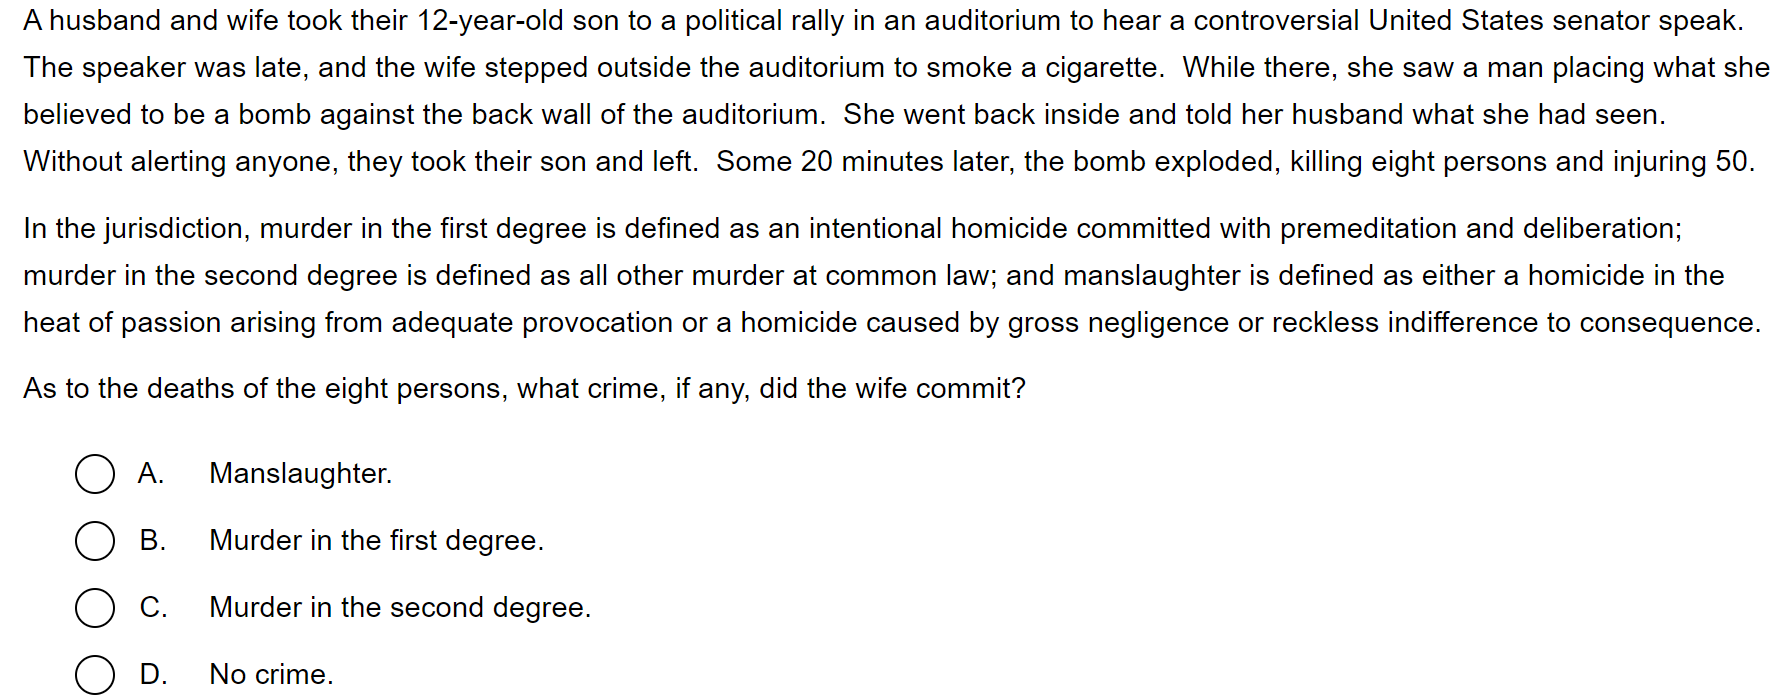 A husband and wife took their 12-year-old son to a political rally in an auditorium to hear a controversial United States senator speak.
The speaker was late, and the wife stepped outside the auditorium to smoke a cigarette.  While there, she saw a man placing what she
believed to be a bomb against the back wall of the auditorium.  She went back inside and told her husband what she had seen.
Without alerting anyone, they took their son and left.  Some 20 minutes later, the bomb exploded, killing eight persons and injuring 50.
In the jurisdiction, murder in the first degree is defined as an intentional homicide committed with premeditation and deliberation;
murder in the second degree is defined as all other murder at common law; and manslaughter is defined as either a homicide in the
heat of passion arising from adequate provocation or a homicide caused by gross negligence or reckless indifference to consequence.
As to the deaths of the eight persons, what crime, if any, did the wife commit?
A. Manslaughter.
B. Murder in the first degree.
C. Murder in the second degree.
D. No crime.